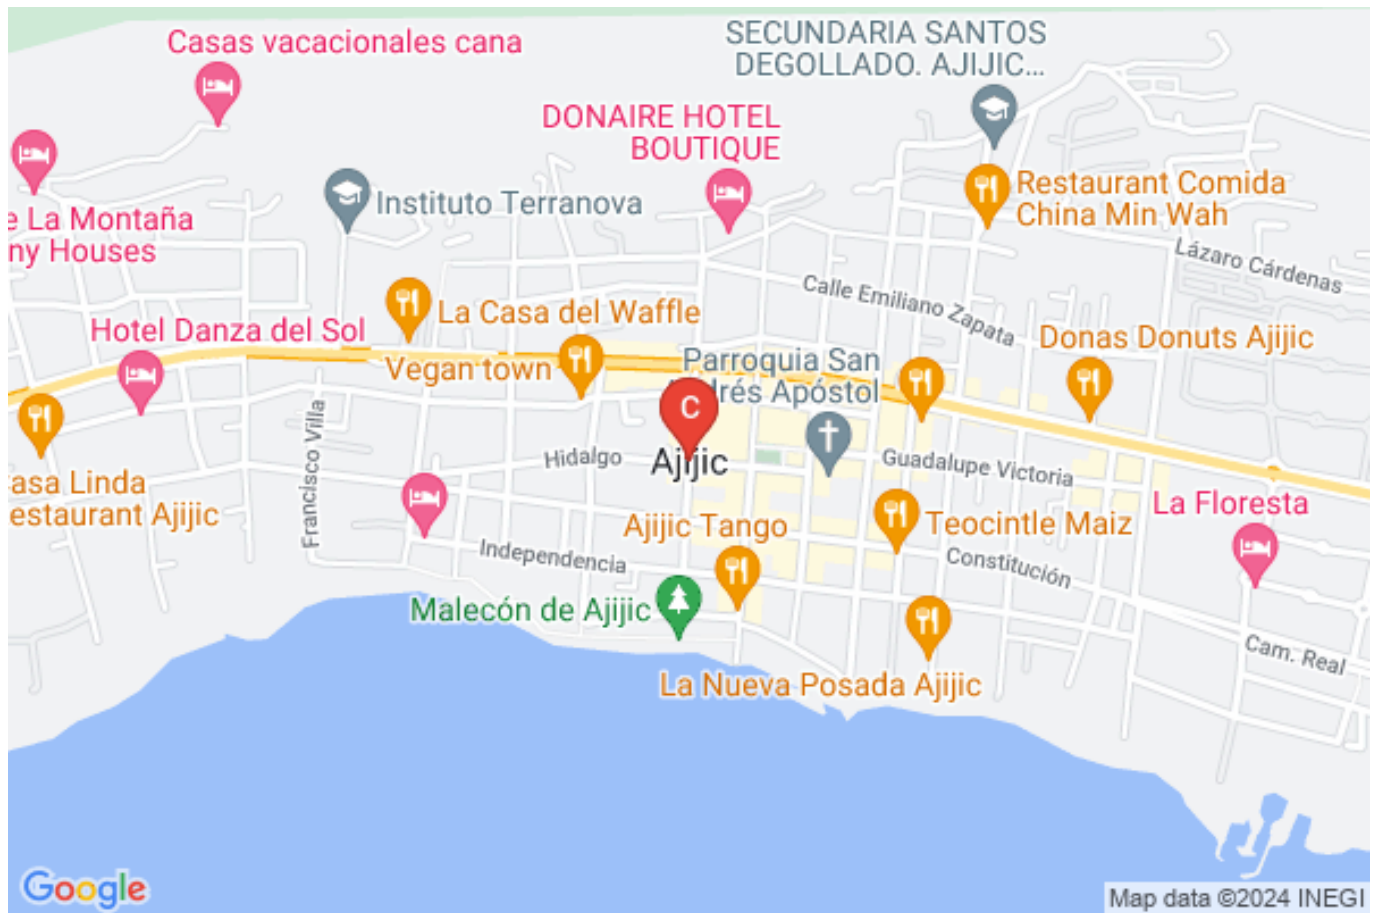 Casas vacacionales cana
SECUNDARIA SANTOS
DEGOLLADO. AJIJIC...
DONAIRE HOTEL
BOUTIQUE
Instituto Terranova
Restaurant Comida
China Min Wah
e La Montaña
ny Houses
Lázaro Cárdenas
Calle Emiliano Zapata
La Casa del Waffle
Hotel Danza del Sol
Donas Donuts Ajijic
Vegan town
Parroquia San
drés Apóstol
C
Francisco Villa
Hidalgo
Ajijic
Guadalupe Victoria
asa Linda
estaurant Ajijic
La Floresta
Ajijic Tango
Teocintle Maiz
Independencia
Constitución
Malecón de Ajijic
Cam. Real
La Nueva Posada Ajijic
Google
Map data ©2024 INEGI